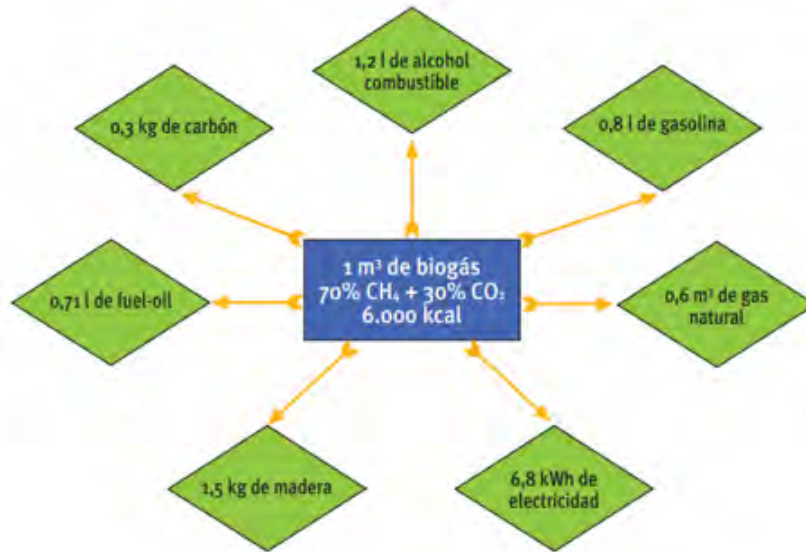 1,2 l de alcohol
combustible
0,3 kg de carbón
0,8 l de gasolina
1 m³ de biogás
70% CH₄ + 30% CO₂
6.000 kcal
0,71 l de fuel-oil
0,6 m³ de gas
natural
1,5 kg de madera
6,8 kWh de
electricidad